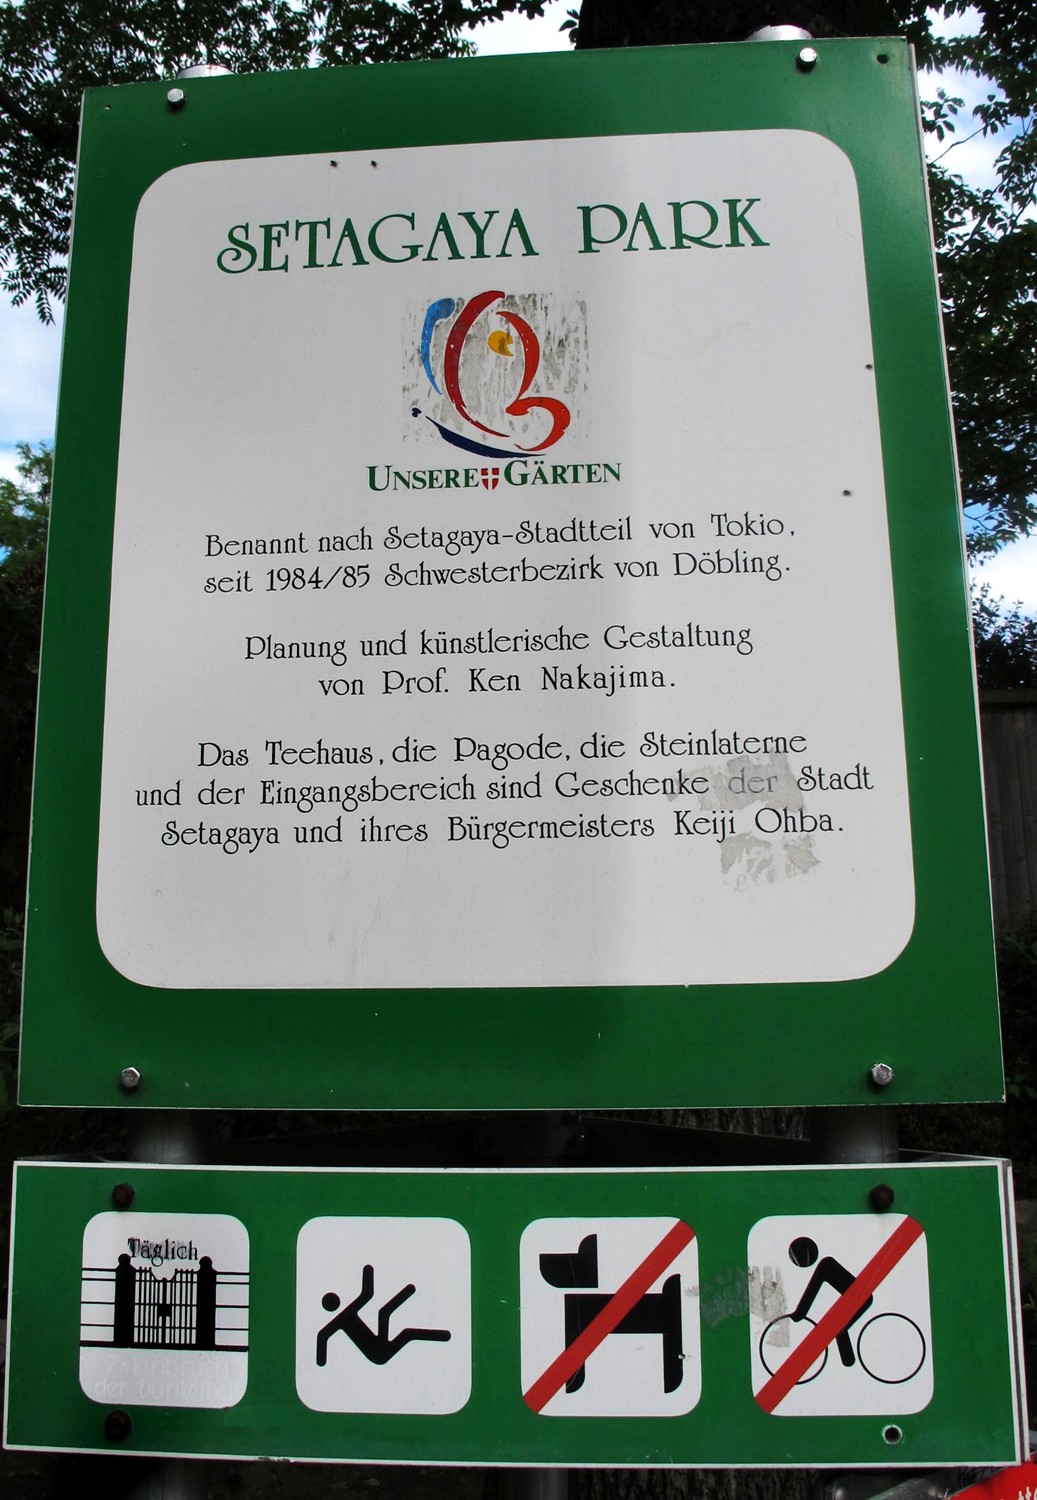 SETAGAYA PARK
UNSERE GÄRTEN
Benannt nach Setagaya-Stadtteil von Tokio,
seit 1984/85 Schwesterbezirk von Döbling.
Planung und künstlerische Gestaltung
von Prof. Ken Nakajima.
Das Teehaus, die Pagode, die Steinlaterne
und der Eingangsbereich sind Geschenke der Stadt
Setagaya und ihres Bürgermeisters Keiji Ohba.
Täglich
der Dunkelheit